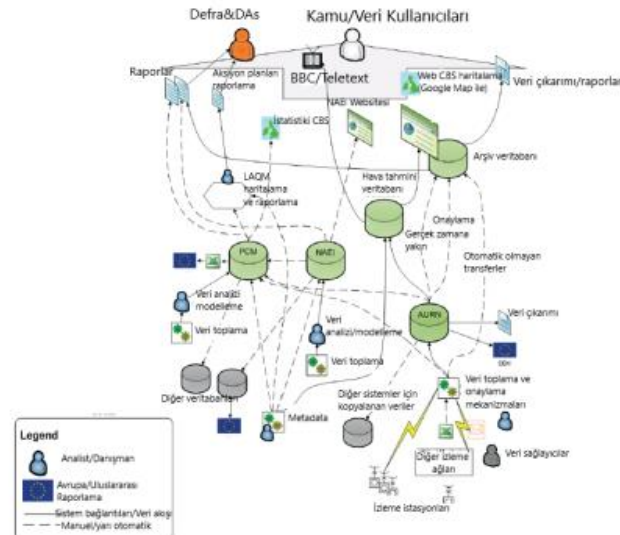 Defra&DAs
Kamu/Veri Kullanıcıları
Raporlar
Aksiyon planları
raporlama
BBC/Teletext
Web CBS haritalama
(Google Map ile)
Veri çıkarımı/raporlar
NAEI Websitesi
İstatistiki CBS
Arşiv veritabanı
LAQM
haritalama
ve raporlama
Hava tahmini
veritabanı
Onaylama
Gerçek zamana
yakın
Otomatik olmayan
transferler
PCM
NAEI
AURN
Veri analizi
modelleme
Veri toplama
Veri
analizi/modelleme
Veri toplama
Veri çıkarımı
Diğer veritabanları
Metadata
Diğer sistemler için
kopyalanan veriler
Veri toplama ve
onaylama
mekanizmaları
Diğer izleme
ağları
Veri sağlayıcılar
İzleme istasyonları
Legend
Analist/Danışman
Avrupa/Uluslararası
Raporlama
Sistem bağlantıları/Veri akışı
Manuel/yarı otomatik